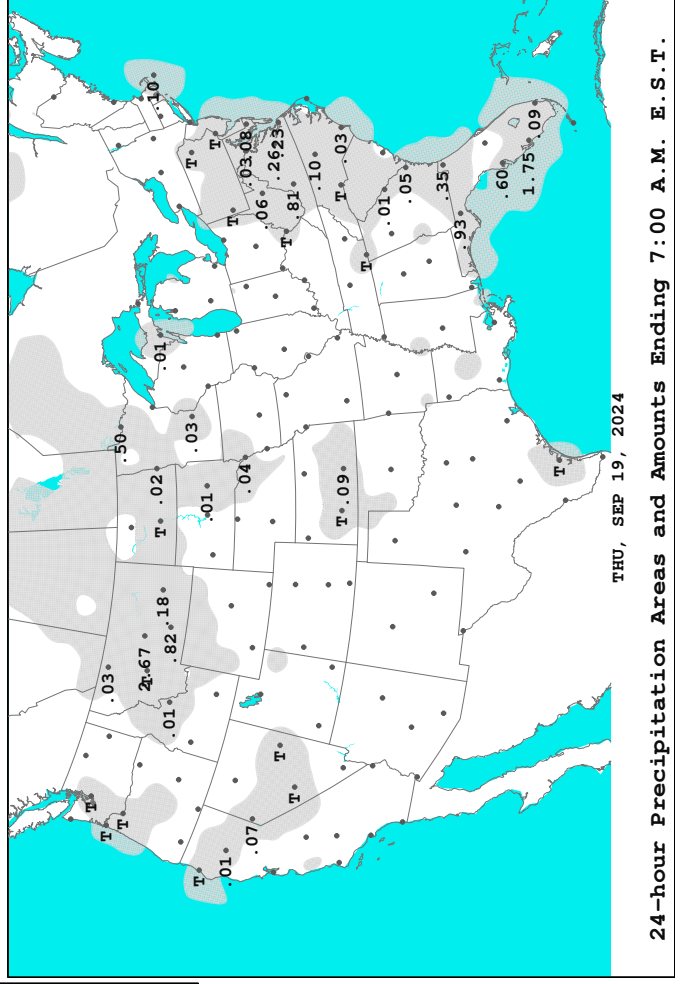 T
T
.03
.50
T
2.67
T
.10
.02
.01
T
.18
.01
.82
T
.03
T
.01
T
.01
T
.04
.03
.08
.07
.06
.26
.23
T
T
.81
T
.10
T
.03
T
.09
T
.01
.05
.35
.93
.60
1.75
.09
T
THU, SEP 19, 2024
24-hour Precipitation Areas and Amounts Ending 7:00 A.M. E.S.T.